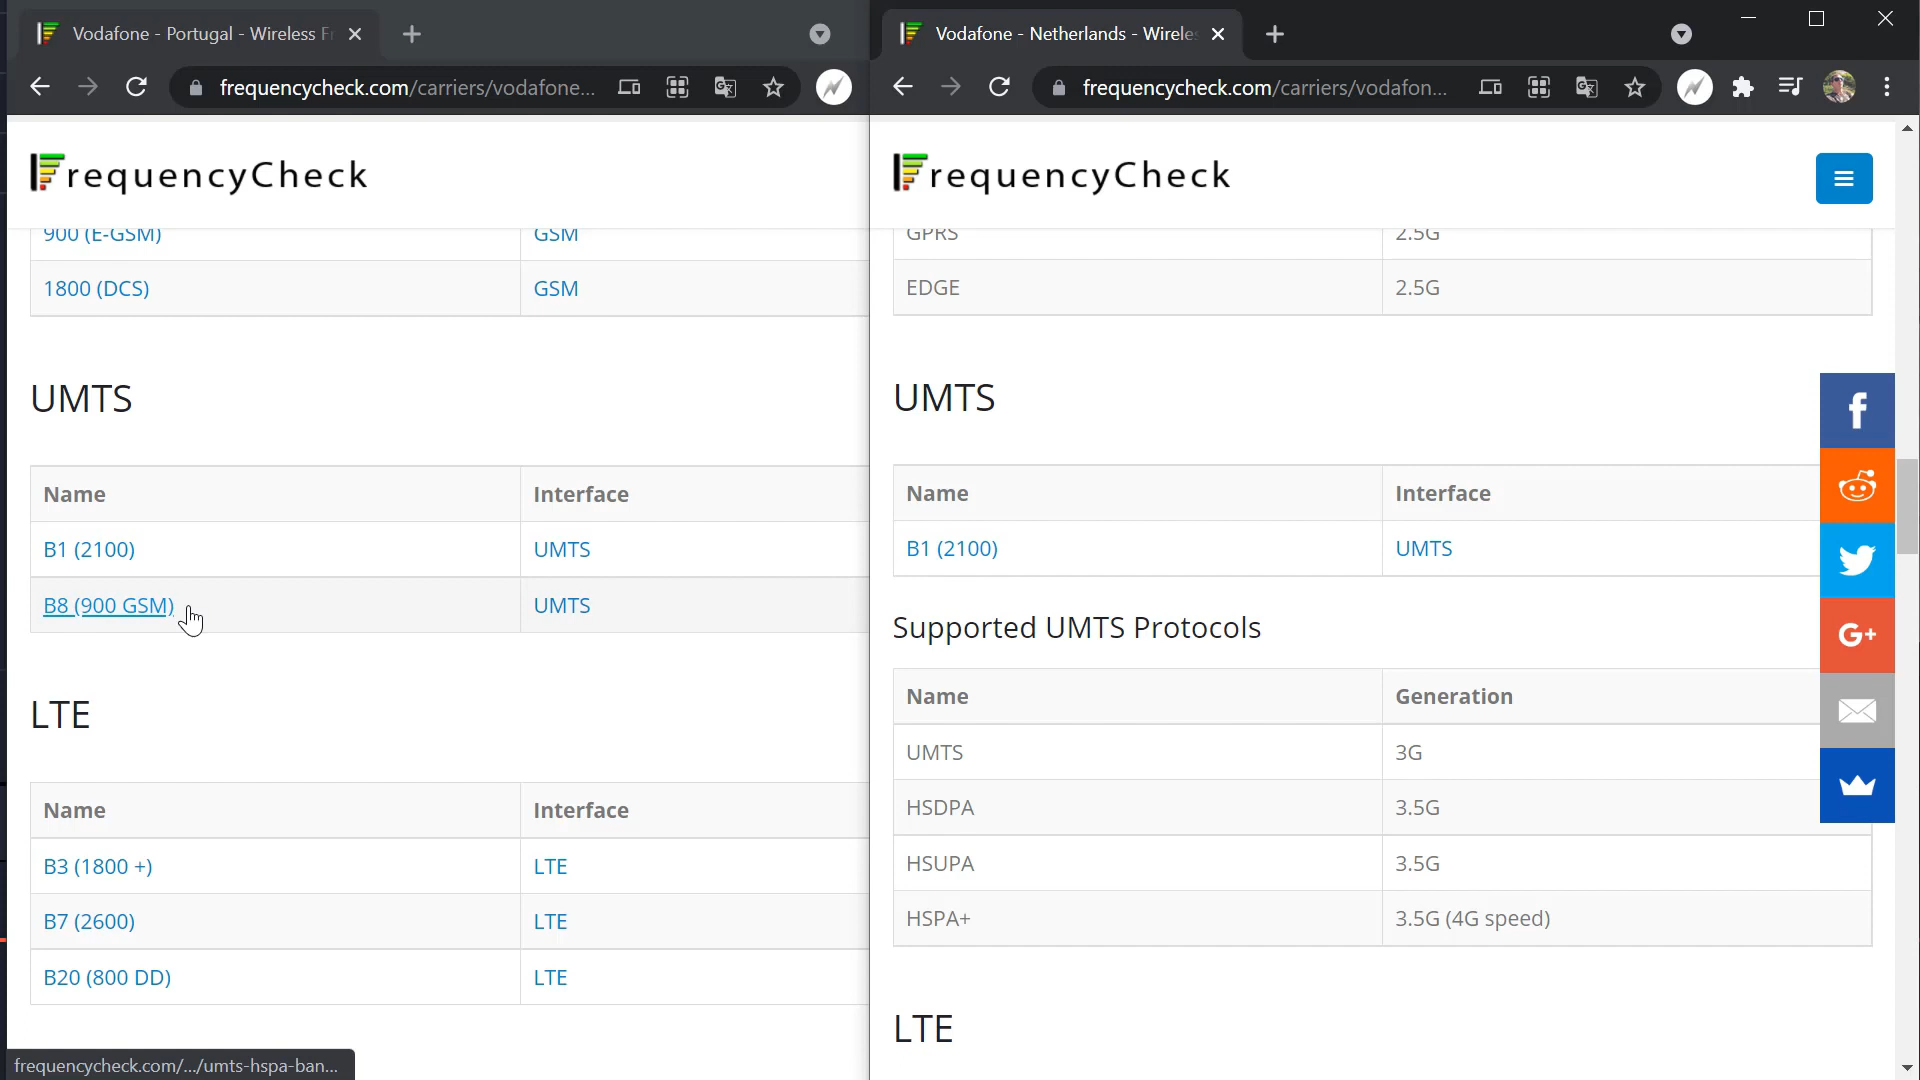 Vodafone - Portugal - Wireless Fr
frequencycheck.com/carriers/vodafone...
FrequencyCheck
900 (E-GSM) GSM
1800 (DCS) GSM
UMTS
Name Interface
B1 (2100) UMTS
B8 (900 GSM) UMTS
LTE
Name Interface
B3 (1800 +) LTE
B7 (2600) LTE
B20 (800 DD) LTE
frequencycheck.com/.../umts-hspa-ban...
Vodafone - Netherlands - Wireles
frequencycheck.com/carriers/vodafon...
FrequencyCheck
GPRS 2.5G
EDGE 2.5G
UMTS
Name Interface
B1 (2100) UMTS
Supported UMTS Protocols
Name Generation
UMTS 3G
HSDPA 3.5G
HSUPA 3.5G
HSPA+ 3.5G (4G speed)
LTE
f
G+